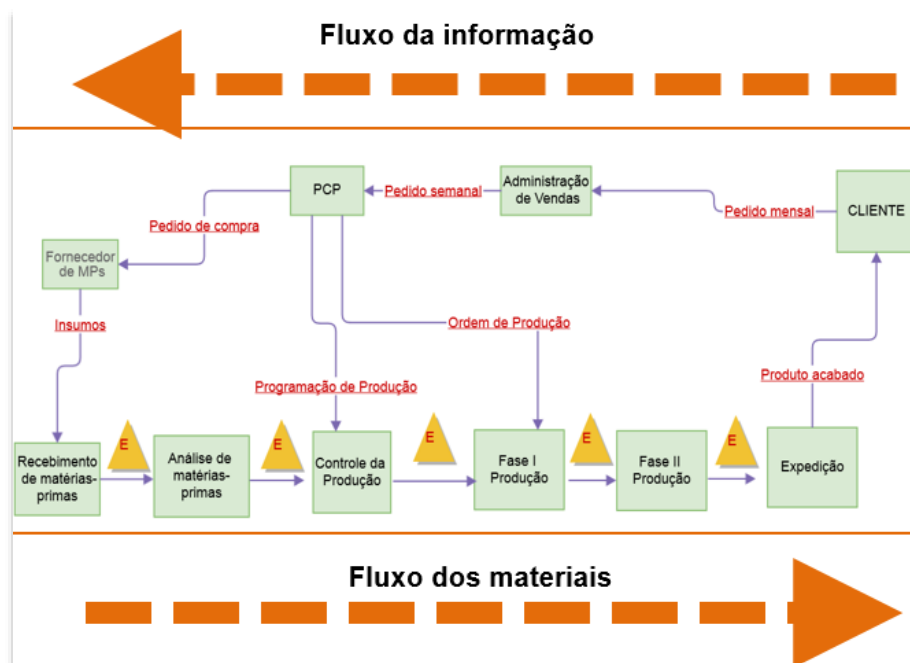 Fluxo da informação
PCP
Pedido semanal
Administração
de Vendas
Pedido mensal
CLIENTE
Pedido de compra
Fornecedor
de MPs
Insumos
Ordem de Produção
Programação de Produção
Produto acabado
Recebimento
de matérias-
primas
E
Análise de
matérias-
primas
E
Controle da
Produção
E
Fase I
Produção
E
Fase II
Produção
E
Expedição
Fluxo dos materiais